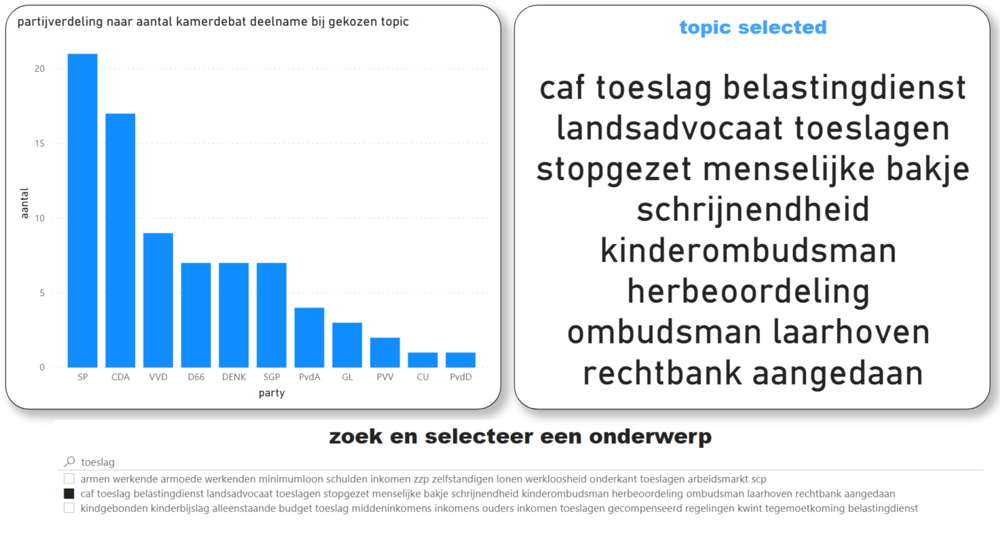 partijverdeling naar aantal kamerdebat deelname bij gekozen topic
20
15
10
5
0
aantal
SP CDA VVD D66 DENK SGP PvdA GL PVV CU PvdD
party
topic selected
caf toeslag belastingdienst
landsadvocaat toeslagen
stopgezet menselijke bakje
schrijnendheid
kinderombudsman
herbeoordeling
ombudsman laarhoven
rechtbank aangedaan
zoek en selecteer een onderwerp
toeslag
armen werkende armoede werkenden minimumloon schulden inkomen zzp zelfstandigen lonen werkloosheid onderkant toeslagen arbeidsmarkt scp
caf toeslag belastingdienst landsadvocaat toeslagen stopgezet menselijke bakje schrijnendheid kinderombudsman herbeoordeling ombudsman laarhoven rechtbank aangedaan
kindgebonden kinderbijslag alleenstaande budget toeslag middeninkomens inkomens ouders inkomen toeslagen gecompenseerd regelingen kwint tegemoetkoming belastingdienst